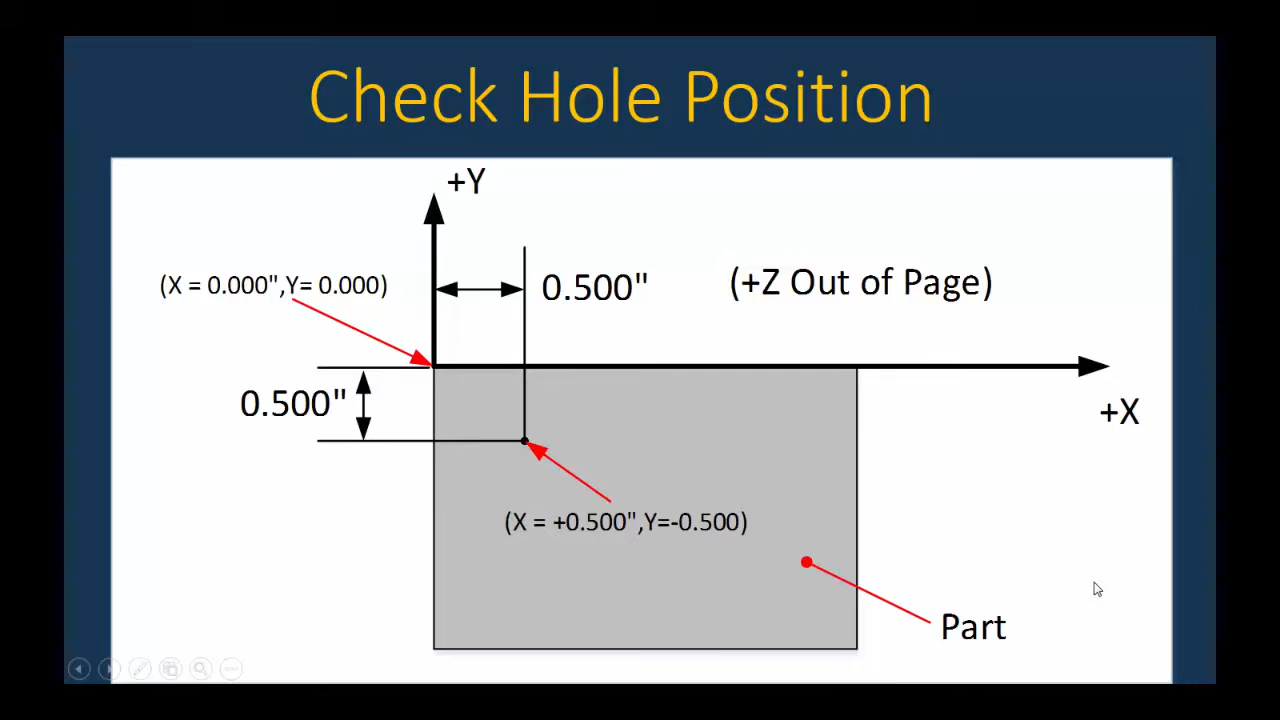 Check Hole Position
+Y
(X = 0.000",Y= 0.000)
0.500"
(+Z Out of Page)
0.500"
+X
(X = +0.500",Y=-0.500)
Part